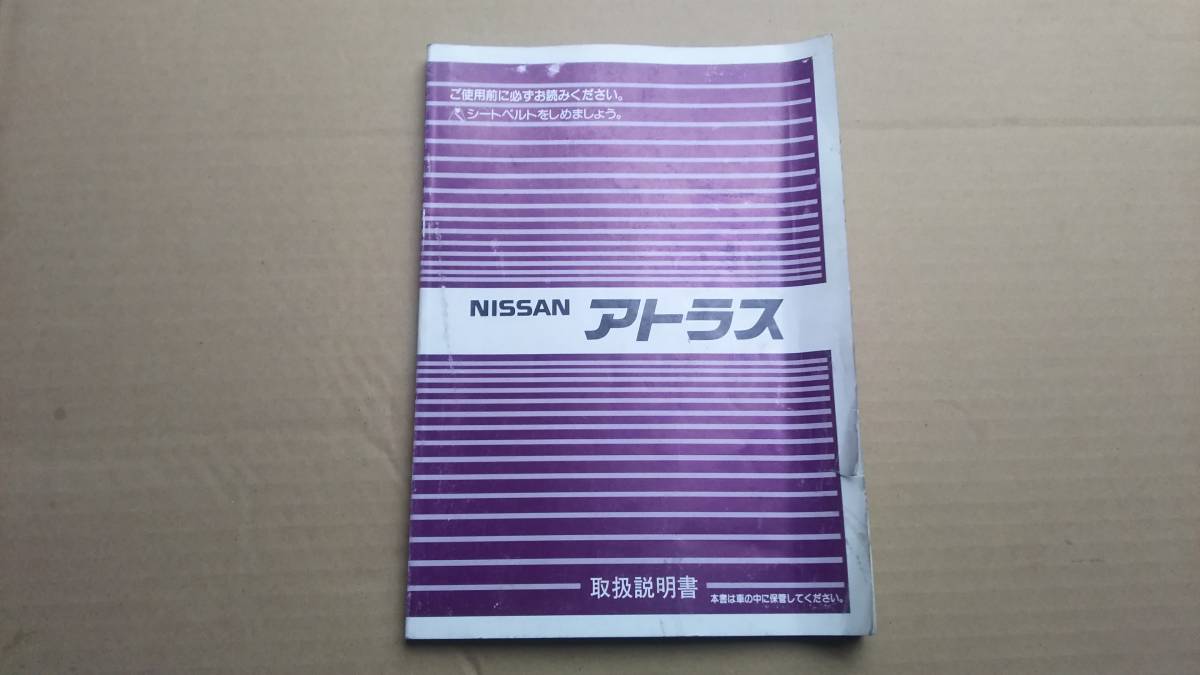 ご使用前に必ずお読みください。
シートベルトをしめましょう。
NISSAN アトラス
取扱説明書
本書は車の中に保管してください。